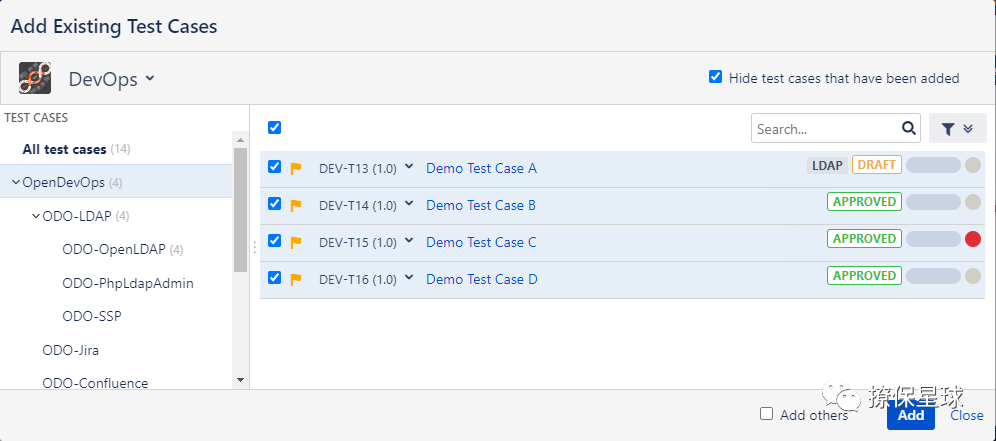 Add Existing Test Cases
DevOps
Hide test cases that have been added
TEST CASES
All test cases (14)
OpenDevOps (4)
ODO-LDAP (4)
ODO-OpenLDAP (4)
ODO-PhpLdapAdmin
ODO-SSP
ODO-Jira
ODO-Confluence
Search...
DEV-T13 (1.0) Demo Test Case A LDAP DRAFT
DEV-T14 (1.0) Demo Test Case B APPROVED
DEV-T15 (1.0) Demo Test Case C APPROVED
DEV-T16 (1.0) Demo Test Case D APPROVED
撩保星球
Add others Add Close